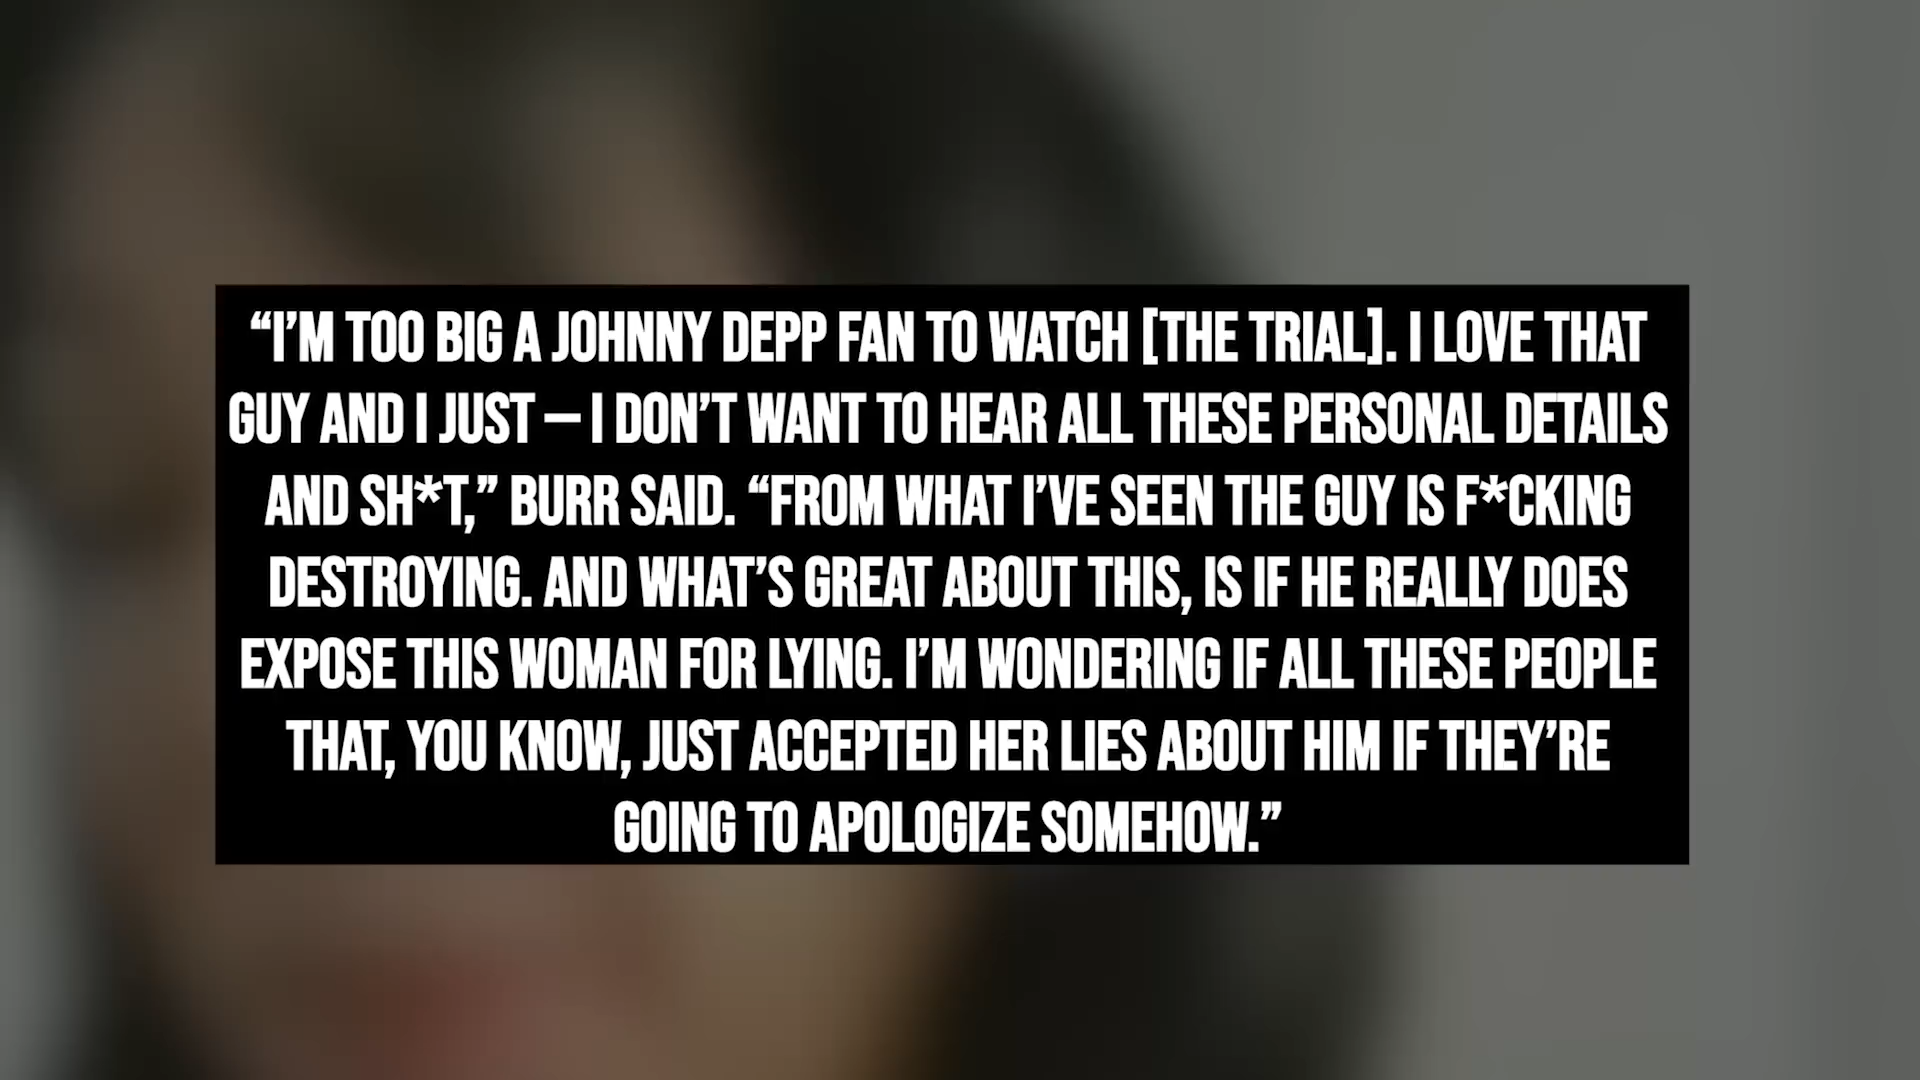 “I’M TOO BIG A JOHNNY DEPP FAN TO WATCH [THE TRIAL]. I LOVE THAT
GUY AND I JUST – I DON’T WANT TO HEAR ALL THESE PERSONAL DETAILS
AND SH*T,” BURR SAID. “FROM WHAT I’VE SEEN THE GUY IS F*CKING
DESTROYING. AND WHAT’S GREAT ABOUT THIS, IS IF HE REALLY DOES
EXPOSE THIS WOMAN FOR LYING. I’M WONDERING IF ALL THESE PEOPLE
THAT, YOU KNOW, JUST ACCEPTED HER LIES ABOUT HIM IF THEY’RE
GOING TO APOLOGIZE SOMEHOW.”